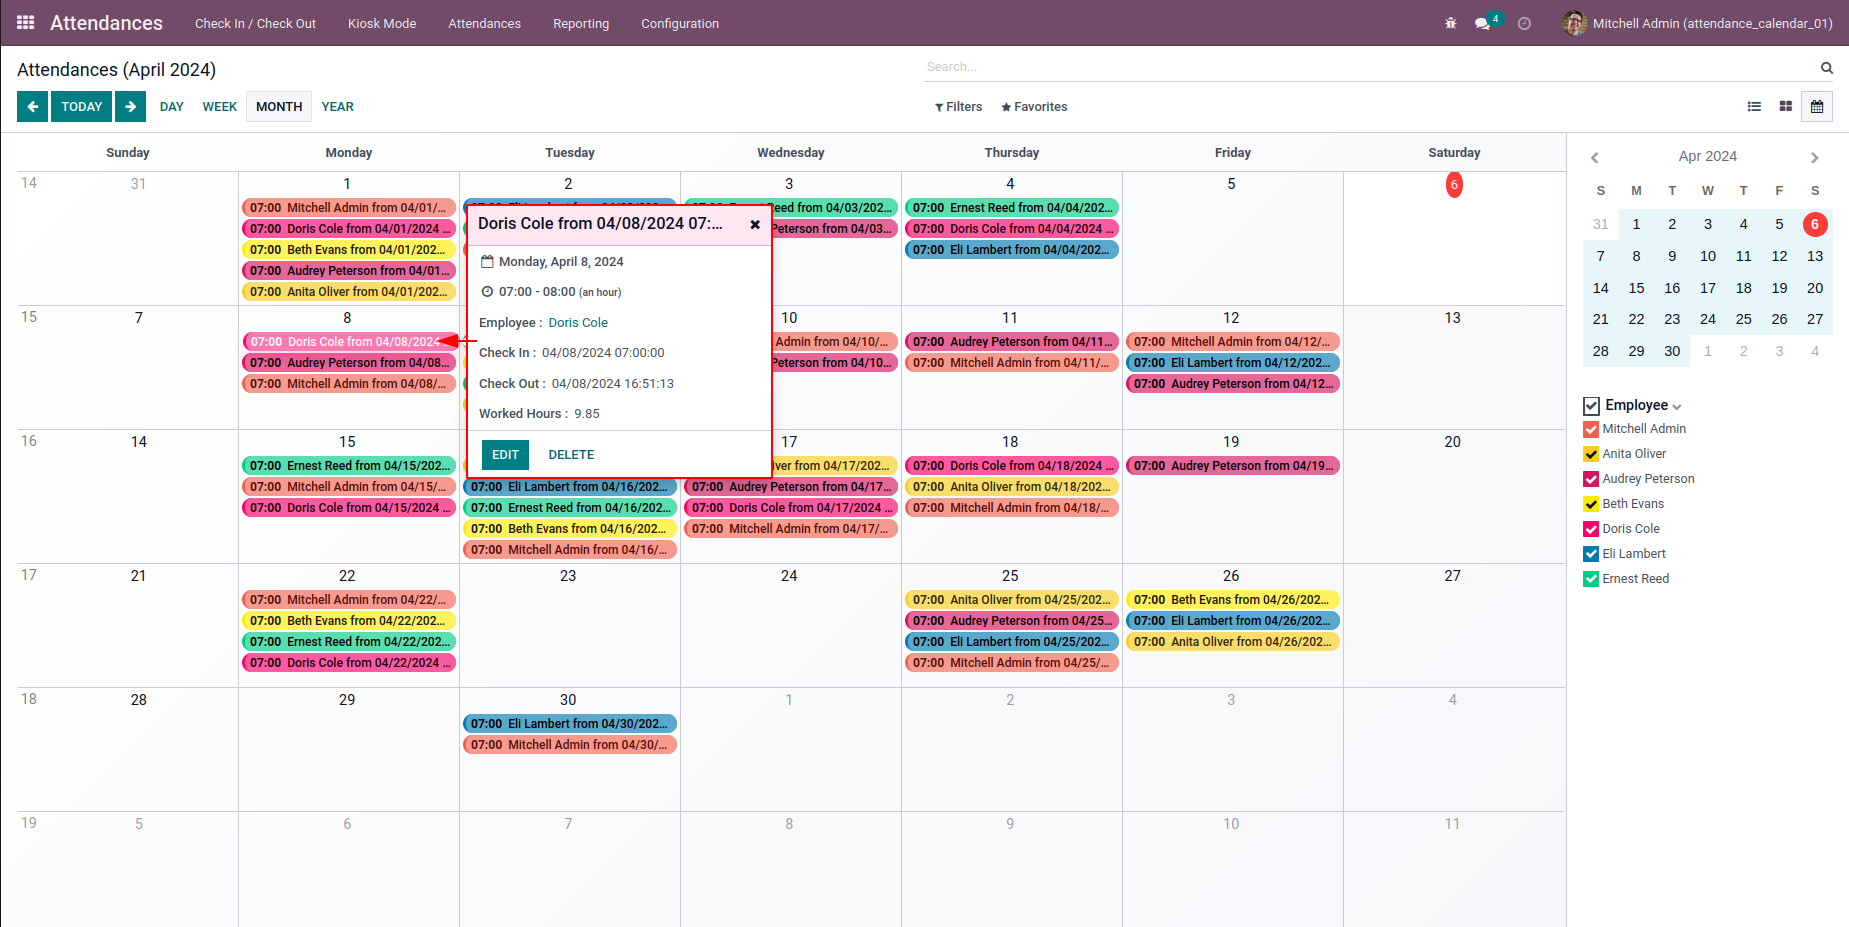 Attendances Check In / Check Out Kiosk Mode Attendances Reporting Configuration 4 Mitchell Admin (attendance_calendar_01)
Attendances (April 2024) Search...
TODAY DAY WEEK MONTH YEAR Filters Favorites
Sunday Monday Tuesday Wednesday Thursday Friday Saturday
14 31 1 2 3 4 5 6
07:00 Mitchell Admin from 04/01/...
07:00 Doris Cole from 04/01/2024 ...
07:00 Beth Evans from 04/01/202...
07:00 Audrey Peterson from 04/01...
07:00 Anita Oliver from 04/01/202...
eed from 04/03/202...
Peterson from 04/03...
07:00 Ernest Reed from 04/04/202...
07:00 Doris Cole from 04/04/2024 ...
07:00 Eli Lambert from 04/04/202...
Doris Cole from 04/08/2024 07:...
Monday, April 8, 2024
07:00 - 08:00 (an hour)
Employee : Doris Cole
Check In : 04/08/2024 07:00:00
Check Out : 04/08/2024 16:51:13
Worked Hours : 9.85
EDIT DELETE
15 7 8 10 11 12 13
07:00 Doris Cole from 04/08/2024
07:00 Audrey Peterson from 04/08...
07:00 Mitchell Admin from 04/08/...
Admin from 04/10/...
Peterson from 04/10...
07:00 Audrey Peterson from 04/11...
07:00 Mitchell Admin from 04/11/...
07:00 Mitchell Admin from 04/12/...
07:00 Eli Lambert from 04/12/202...
07:00 Audrey Peterson from 04/12...
16 14 15 17 18 19 20
07:00 Ernest Reed from 04/15/202...
07:00 Mitchell Admin from 04/15/...
07:00 Doris Cole from 04/15/2024 ...
07:00 Eli Lambert from 04/16/202...
07:00 Ernest Reed from 04/16/202...
07:00 Beth Evans from 04/16/202...
07:00 Mitchell Admin from 04/16/...
iver from 04/17/202...
07:00 Audrey Peterson from 04/17...
07:00 Doris Cole from 04/17/2024 ...
07:00 Mitchell Admin from 04/17/...
07:00 Doris Cole from 04/18/2024 ...
07:00 Anita Oliver from 04/18/202...
07:00 Mitchell Admin from 04/18/...
07:00 Audrey Peterson from 04/19...
17 21 22 23 24 25 26 27
07:00 Mitchell Admin from 04/22/...
07:00 Beth Evans from 04/22/202...
07:00 Ernest Reed from 04/22/202...
07:00 Doris Cole from 04/22/2024 ...
07:00 Anita Oliver from 04/25/202...
07:00 Audrey Peterson from 04/25...
07:00 Eli Lambert from 04/25/202...
07:00 Mitchell Admin from 04/25/...
07:00 Beth Evans from 04/26/202...
07:00 Eli Lambert from 04/26/202...
07:00 Anita Oliver from 04/26/202...
18 28 29 30 1 2 3 4
07:00 Eli Lambert from 04/30/202...
07:00 Mitchell Admin from 04/30/...
19 5 6 7 8 9 10 11
Apr 2024
S M T W T F S
31 1 2 3 4 5 6
7 8 9 10 11 12 13
14 15 16 17 18 19 20
21 22 23 24 25 26 27
28 29 30 1 2 3 4
Employee
Mitchell Admin
Anita Oliver
Audrey Peterson
Beth Evans
Doris Cole
Eli Lambert
Ernest Reed